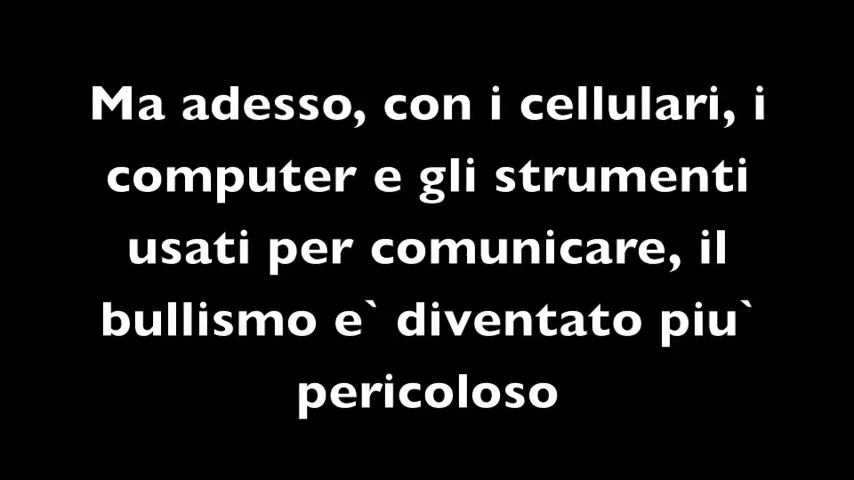 Ma adesso, con i cellulari, i
computer e gli strumenti
usati per comunicare, il
bullismo e` diventato piu`
pericoloso